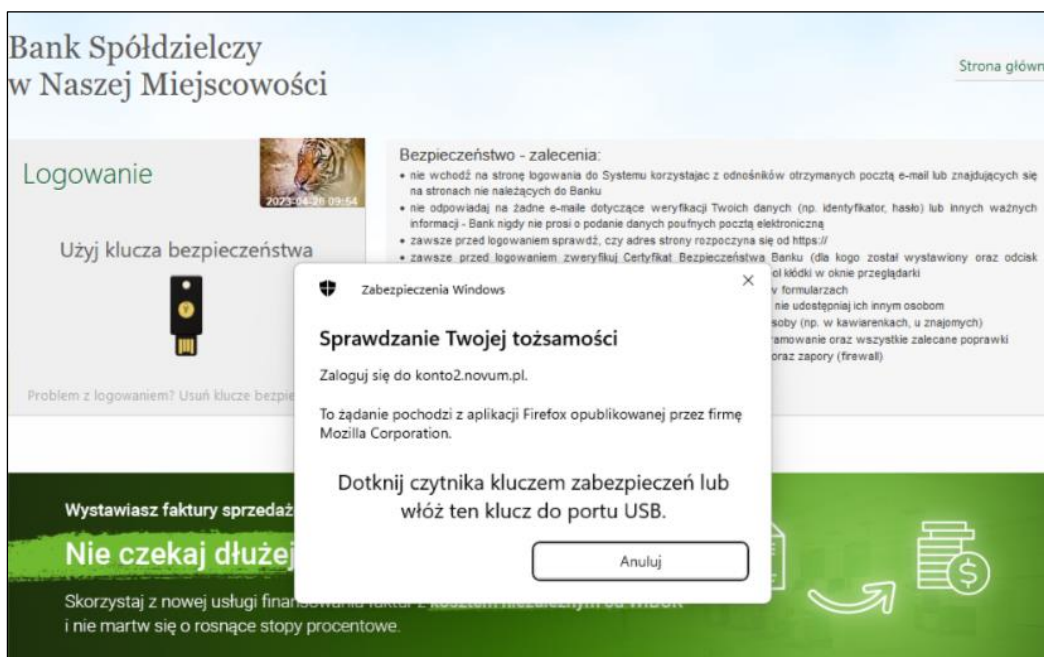 Bank Spółdzielczy
w Naszej Miejscowości
Strona główn
Logowanie
2023-04-26 09:54
Użyj klucza bezpieczeństwa
Problem z logowaniem? Usuń klucze bezpie
Bezpieczeństwo - zalecenia:
• nie wchodź na stronę logowania do Systemu korzystajac z odnośników otrzymanych pocztą e-mail lub znajdujących się
na stronach nie należących do Banku
• nie odpowiadaj na żadne e-maile dotyczące weryfikacji Twoich danych (np. identyfikator, hasło) lub innych ważnych
informacji - Bank nigdy nie prosi o podanie danych poufnych pocztą elektroniczną
• zawsze przed logowaniem sprawdź, czy adres strony rozpoczyna się od https://
• zawsze przed logowaniem zweryfikuj Certyfikat Bezpieczeństwa Banku (dla kogo został wystawiony oraz odcisk
ol kłódki w oknie przeglądarki
w formularzach
nie udostępniaj ich innym osobom
soby (np. w kawiarenkach, u znajomych)
ramowanie oraz wszystkie zalecane poprawki
oraz zapory (firewall)
Zabezpieczenia Windows
Sprawdzanie Twojej tożsamości
Zaloguj się do konto2.novum.pl.
To żądanie pochodzi z aplikacji Firefox opublikowanej przez firmę
Mozilla Corporation.
Dotknij czytnika kluczem zabezpieczeń lub
włóż ten klucz do portu USB.
Anuluj
Wystawiasz faktury sprzedaż
Nie czekaj dłużej
Skorzystaj z nowej usługi finansowania faktur z kosztem niezależnym od WIBOR
i nie martw się o rosnące stopy procentowe.